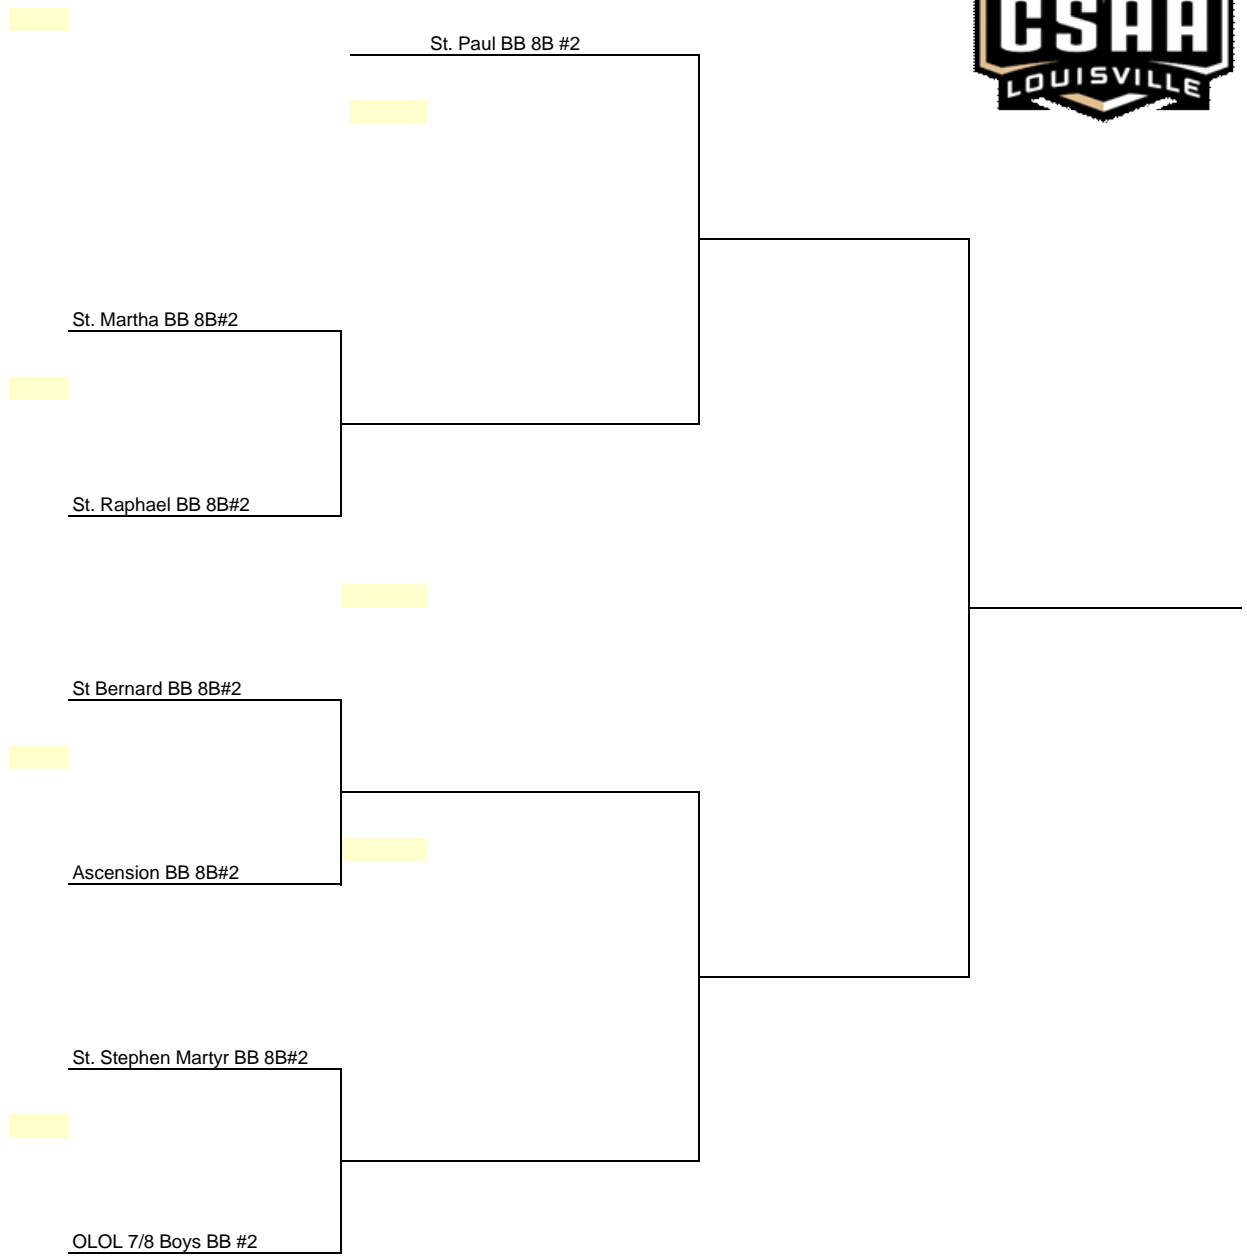 CSAA
LOUISVILLE
St. Paul BB 8B #2
St. Martha BB 8B#2
St. Raphael BB 8B#2
St Bernard BB 8B#2
Ascension BB 8B#2
St. Stephen Martyr BB 8B#2
OLOL 7/8 Boys BB #2